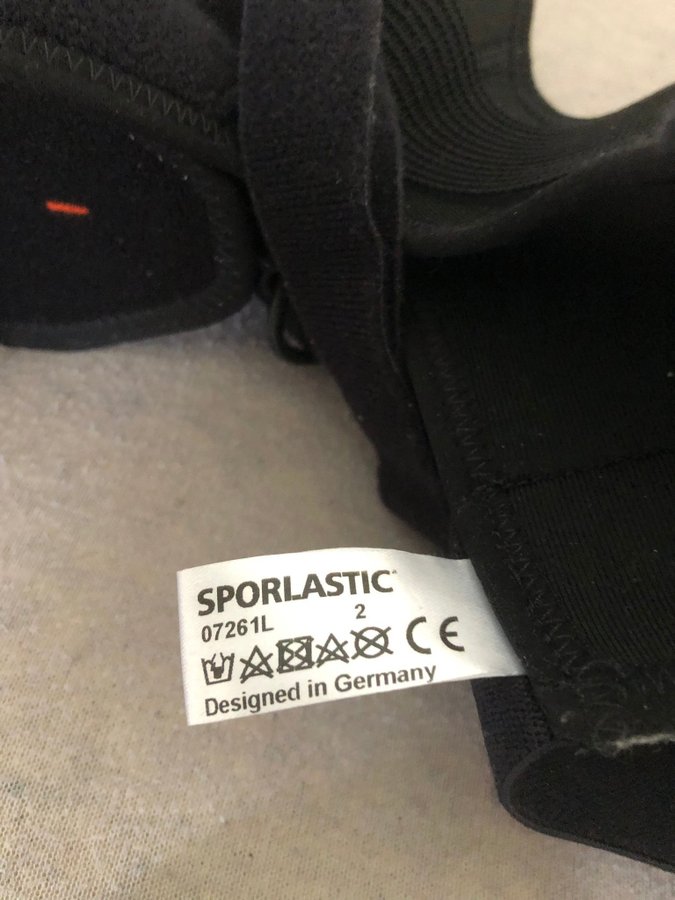 SPORLASTIC
07261L 2
CE
Designed in Germany